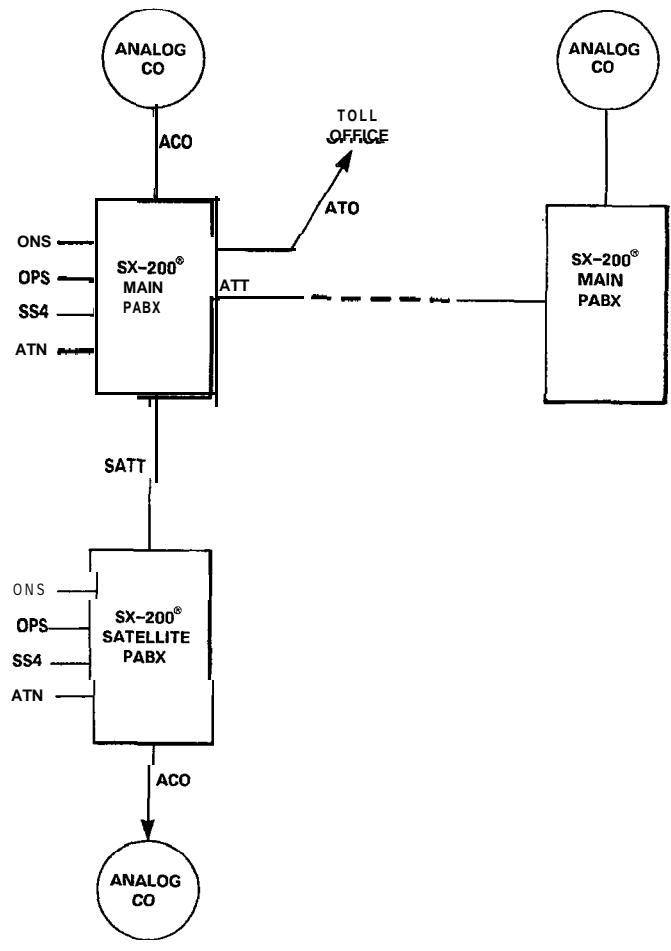 ANALOG
CO
ANALOG
CO
ACO
TOLL
OFFICE
ATO
ONS
OPS
SS4
ATN
SX-200®
MAIN
PABX
ATT
SX-200®
MAIN
PABX
SATT
ONS
OPS
SS4
ATN
SX-200®
SATELLITE
PABX
ACO
ANALOG
CO